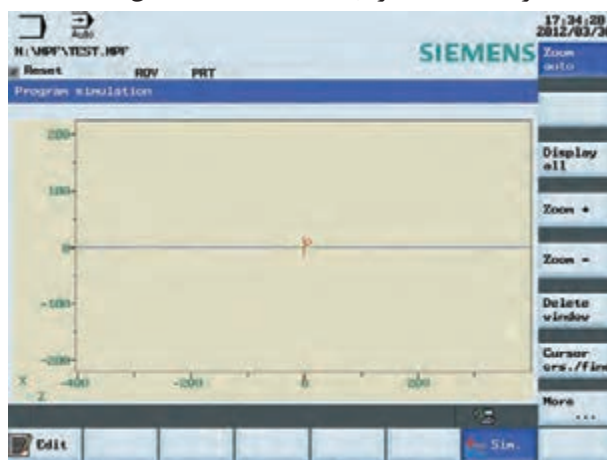 Auto
17:34:28
2012/03/30
N:\MPF\TEST.MPF
SIEMENS
Reset ROV PRT
Program simulation
Zoom
auto
Display
all
Zoom +
Zoom -
Delete
window
Cursor
crs./fine
More
...
200
100
0
-100
-200
X
Z
-400
-200
0
200
Edit
Sim.